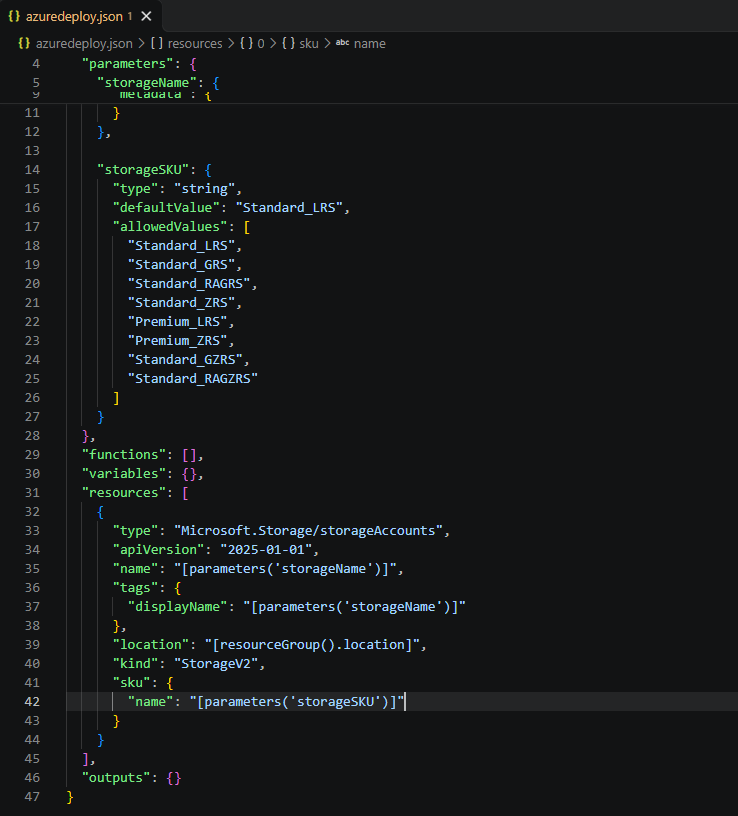 {} azuredeploy.json 1 ×
{} azuredeploy.json > [ ] resources > { } 0 > { } sku > abc name
4 "parameters": {
5 "storageName": {
9 "metadata": {
11 }
12 },
13
14 "storageSKU": {
15 "type": "string",
16 "defaultValue": "Standard_LRS",
17 "allowedValues": [
18 "Standard_LRS",
19 "Standard_GRS",
20 "Standard_RAGRS",
21 "Standard_ZRS",
22 "Premium_LRS",
23 "Premium_ZRS",
24 "Standard_GZRS",
25 "Standard_RAGZRS"
26 ]
27 }
28 },
29 "functions": [],
30 "variables": {},
31 "resources": [
32 {
33 "type": "Microsoft.Storage/storageAccounts",
34 "apiVersion": "2025-01-01",
35 "name": "[parameters('storageName')]",
36 "tags": {
37 "displayName": "[parameters('storageName')]"
38 },
39 "location": "[resourceGroup().location]",
40 "kind": "StorageV2",
41 "sku": {
42 "name": "[parameters('storageSKU')]"
43 }
44 }
45 ],
46 "outputs": {}
47 }